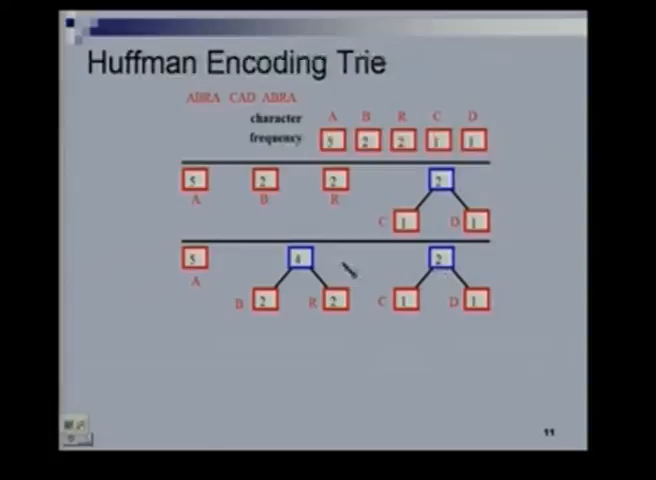 Huffman Encoding Trie
ABRA CAD ABRA
character A B R C D
frequency 5 2 2 1 1
5 2 2 2
A B R C 1 D 1
5 4 2
A B 2 R 2 C 1 D 1
11